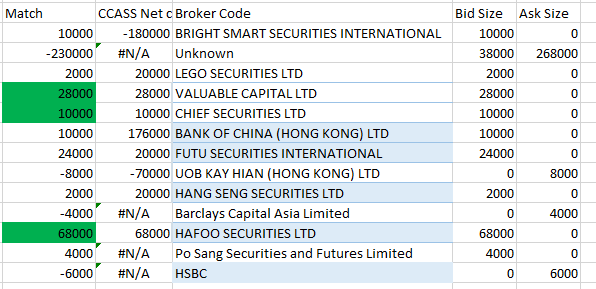 Match CCASS Net c Broker Code Bid Size Ask Size
10000 -180000 BRIGHT SMART SECURITIES INTERNATIONAL 10000 0
-230000 #N/A Unknown 38000 268000
2000 20000 LEGO SECURITIES LTD 2000 0
28000 28000 VALUABLE CAPITAL LTD 28000 0
10000 10000 CHIEF SECURITIES LTD 10000 0
10000 176000 BANK OF CHINA (HONG KONG) LTD 10000 0
24000 20000 FUTU SECURITIES INTERNATIONAL 24000 0
-8000 -70000 UOB KAY HIAN (HONG KONG) LTD 0 8000
2000 20000 HANG SENG SECURITIES LTD 2000 0
-4000 #N/A Barclays Capital Asia Limited 0 4000
68000 68000 HAFOO SECURITIES LTD 68000 0
4000 #N/A Po Sang Securities and Futures Limited 4000 0
-6000 #N/A HSBC 0 6000